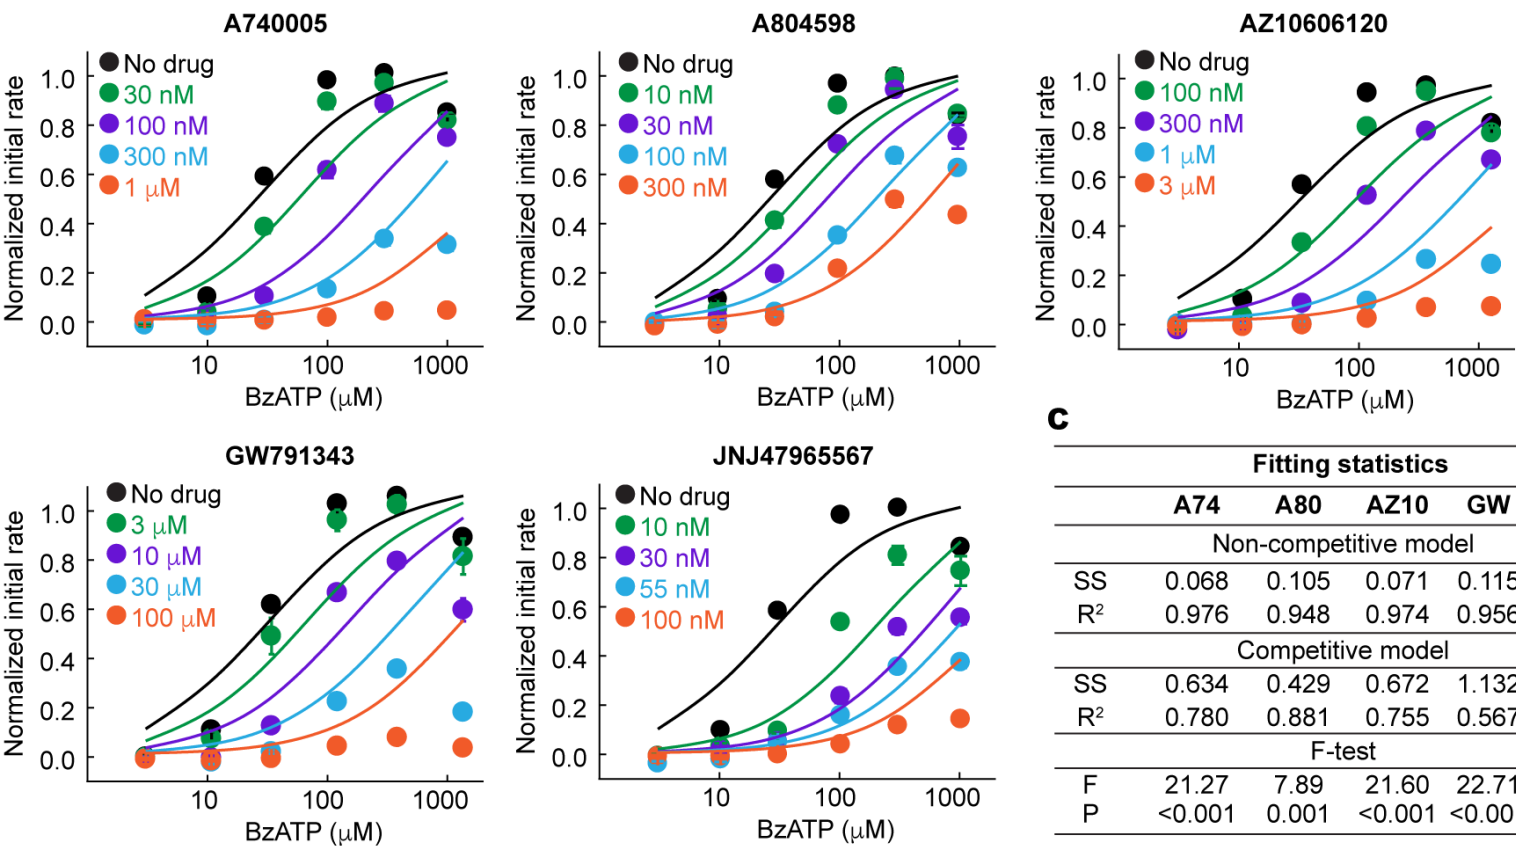 A740005
Normalized initial rate
1.0
0.8
0.6
0.4
0.2
0.0
No drug
30 nM
100 nM
300 nM
1 μM
10
100
1000
BzATP (μM)
A804598
Normalized initial rate
1.0
0.8
0.6
0.4
0.2
0.0
No drug
10 nM
30 nM
100 nM
300 nM
10
100
1000
BzATP (μM)
AZ10606120
Normalized initial rate
1.0
0.8
0.6
0.4
0.2
0.0
No drug
100 nM
300 nM
1 μM
3 μM
10
100
1000
BzATP (μM)
GW791343
Normalized initial rate
1.0
0.8
0.6
0.4
0.2
0.0
No drug
3 μM
10 μM
30 μM
100 μM
10
100
1000
BzATP (μM)
JNJ47965567
Normalized initial rate
1.0
0.8
0.6
0.4
0.2
0.0
No drug
10 nM
30 nM
55 nM
100 nM
10
100
1000
BzATP (μM)
c
Fitting statistics
A74 A80 AZ10 GW
Non-competitive model
SS 0.068 0.105 0.071 0.115
R² 0.976 0.948 0.974 0.956
Competitive model
SS 0.634 0.429 0.672 1.132
R² 0.780 0.881 0.755 0.567
F-test
F 21.27 7.89 21.60 22.71
P <0.001 0.001 <0.001 <0.00